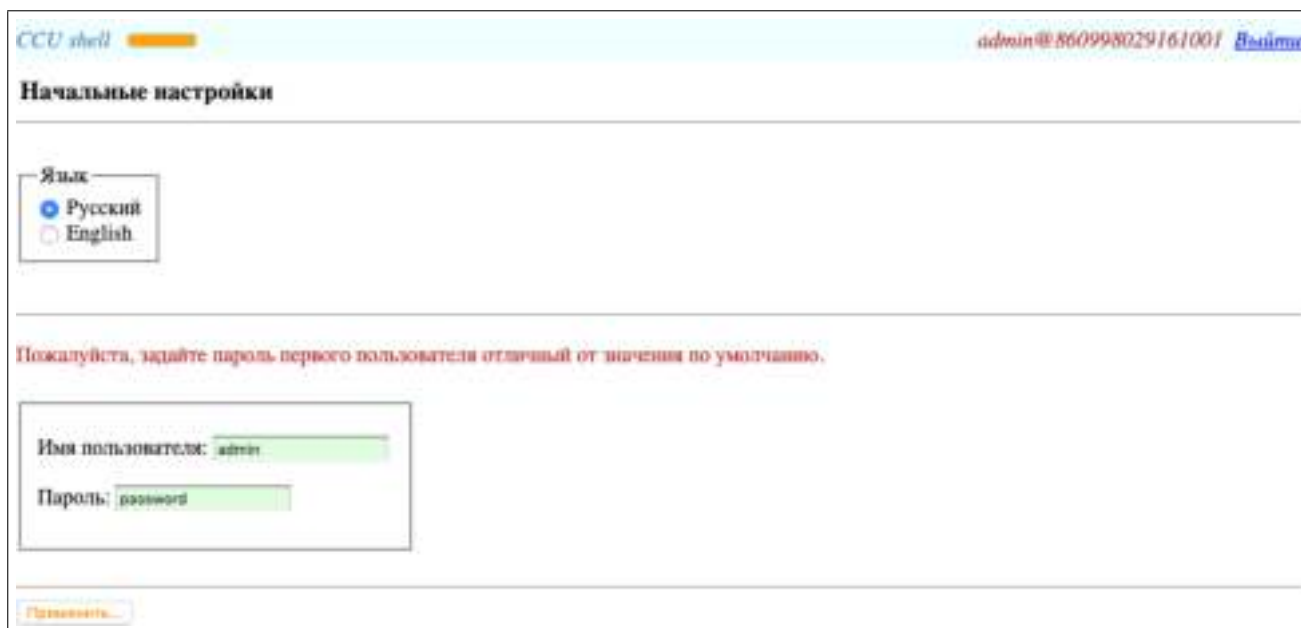 CCU shell admin@860998029161001 Выйти
Начальные настройки
Язык
Русский
English
Пожалуйста, задайте пароль первого пользователя отличный от значения по умолчанию.
Имя пользователя: admin
Пароль: password
Применить...